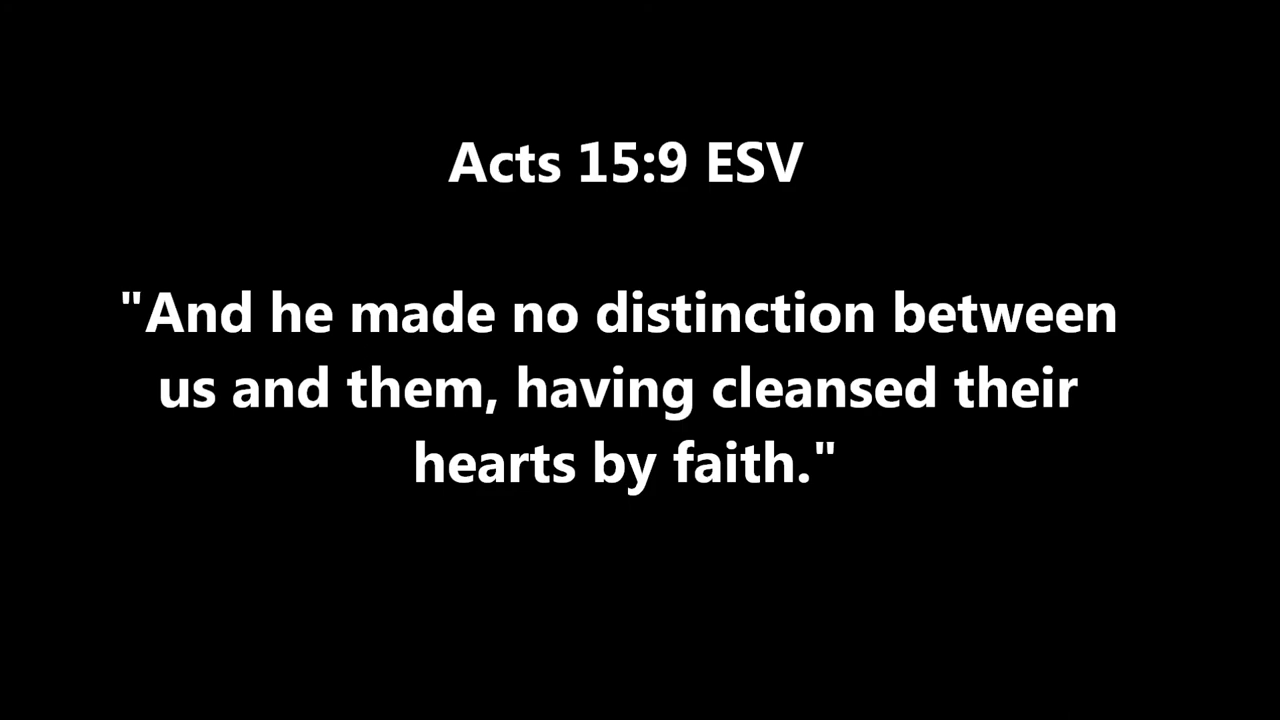 Acts 15:9 ESV
"And he made no distinction between
us and them, having cleansed their
hearts by faith."